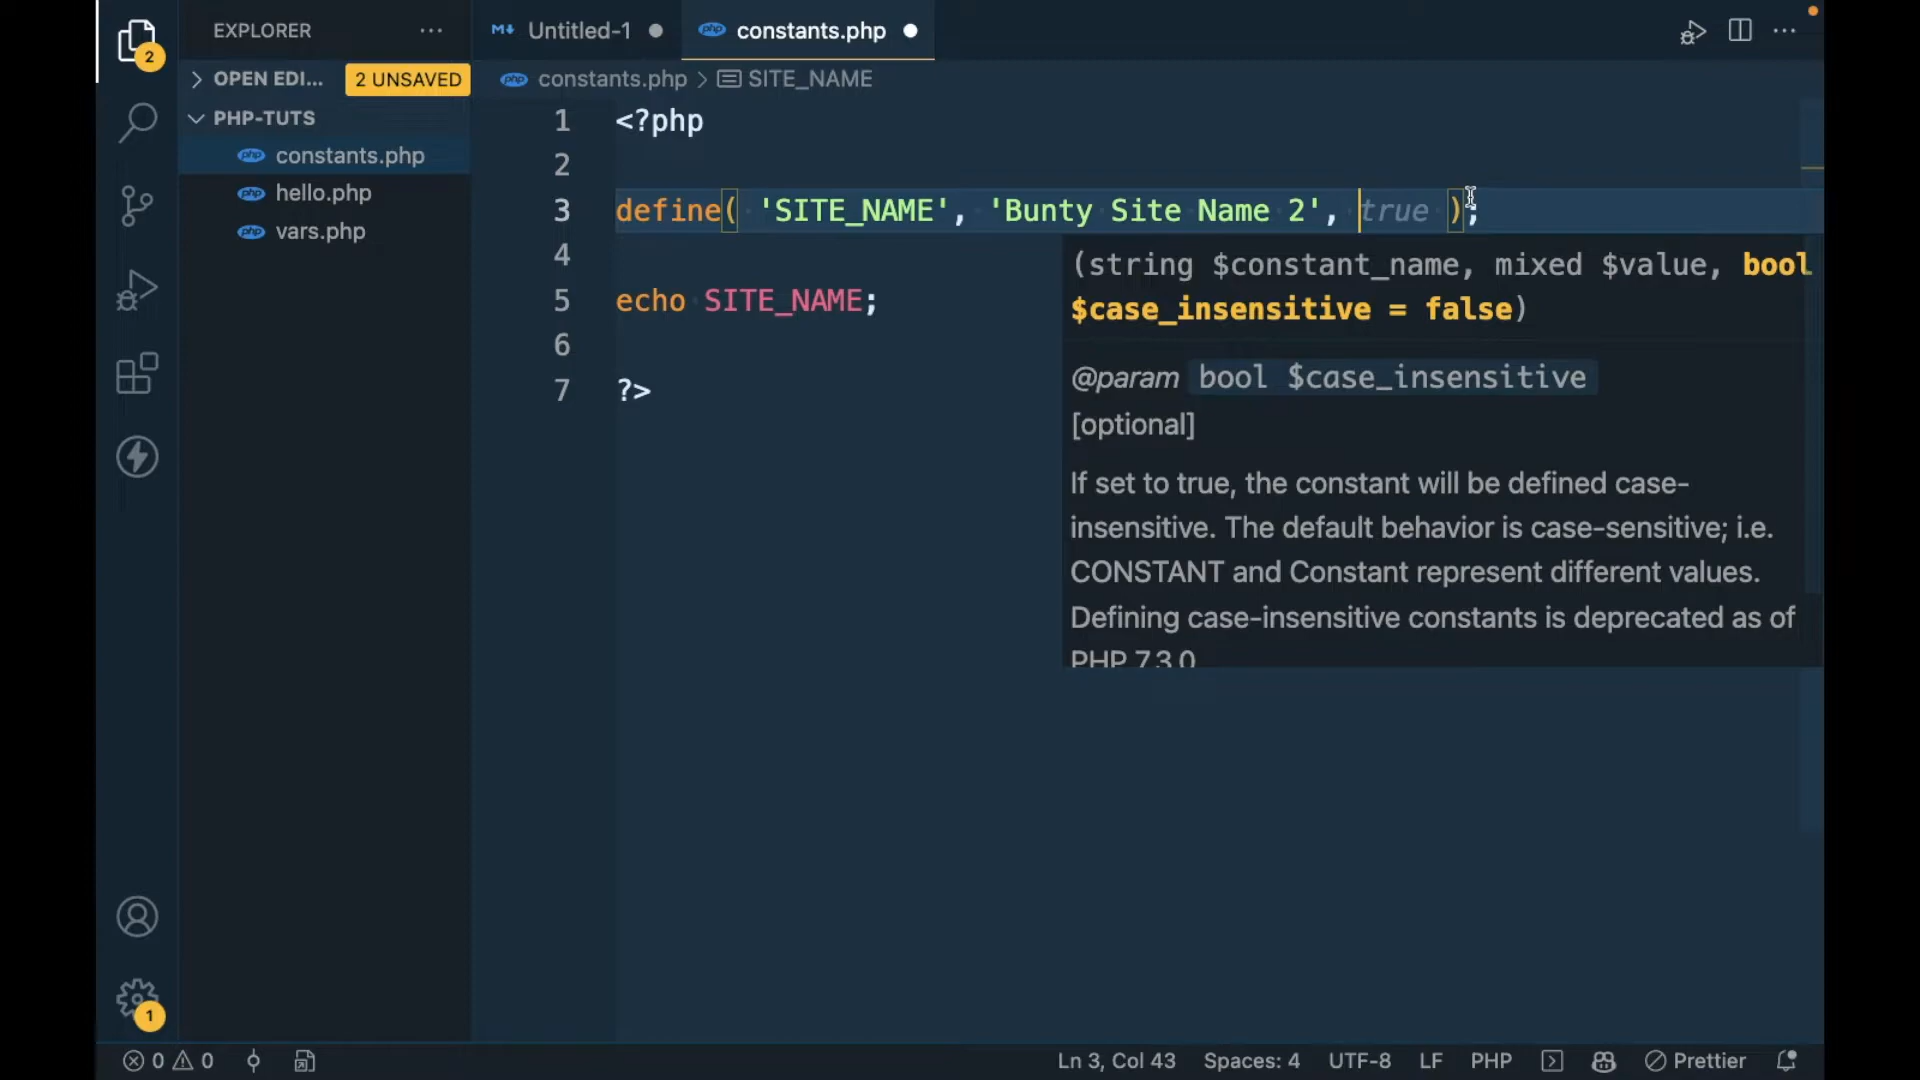 EXPLORER
Untitled-1
constants.php
OPEN EDI...
2 UNSAVED
constants.php > SITE_NAME
PHP-TUTS
constants.php
hello.php
vars.php
1 <?php
2
3 define( 'SITE_NAME', 'Bunty Site Name 2', true );
4
5 echo SITE_NAME;
6
7 ?>
(string $constant_name, mixed $value, bool
$case_insensitive = false)
@param bool $case_insensitive
[optional]
If set to true, the constant will be defined case-
insensitive. The default behavior is case-sensitive; i.e.
CONSTANT and Constant represent different values.
Defining case-insensitive constants is deprecated as of
PHP 7.3.0
2
1
0 0
Ln 3, Col 43 Spaces: 4 UTF-8 LF PHP Prettier